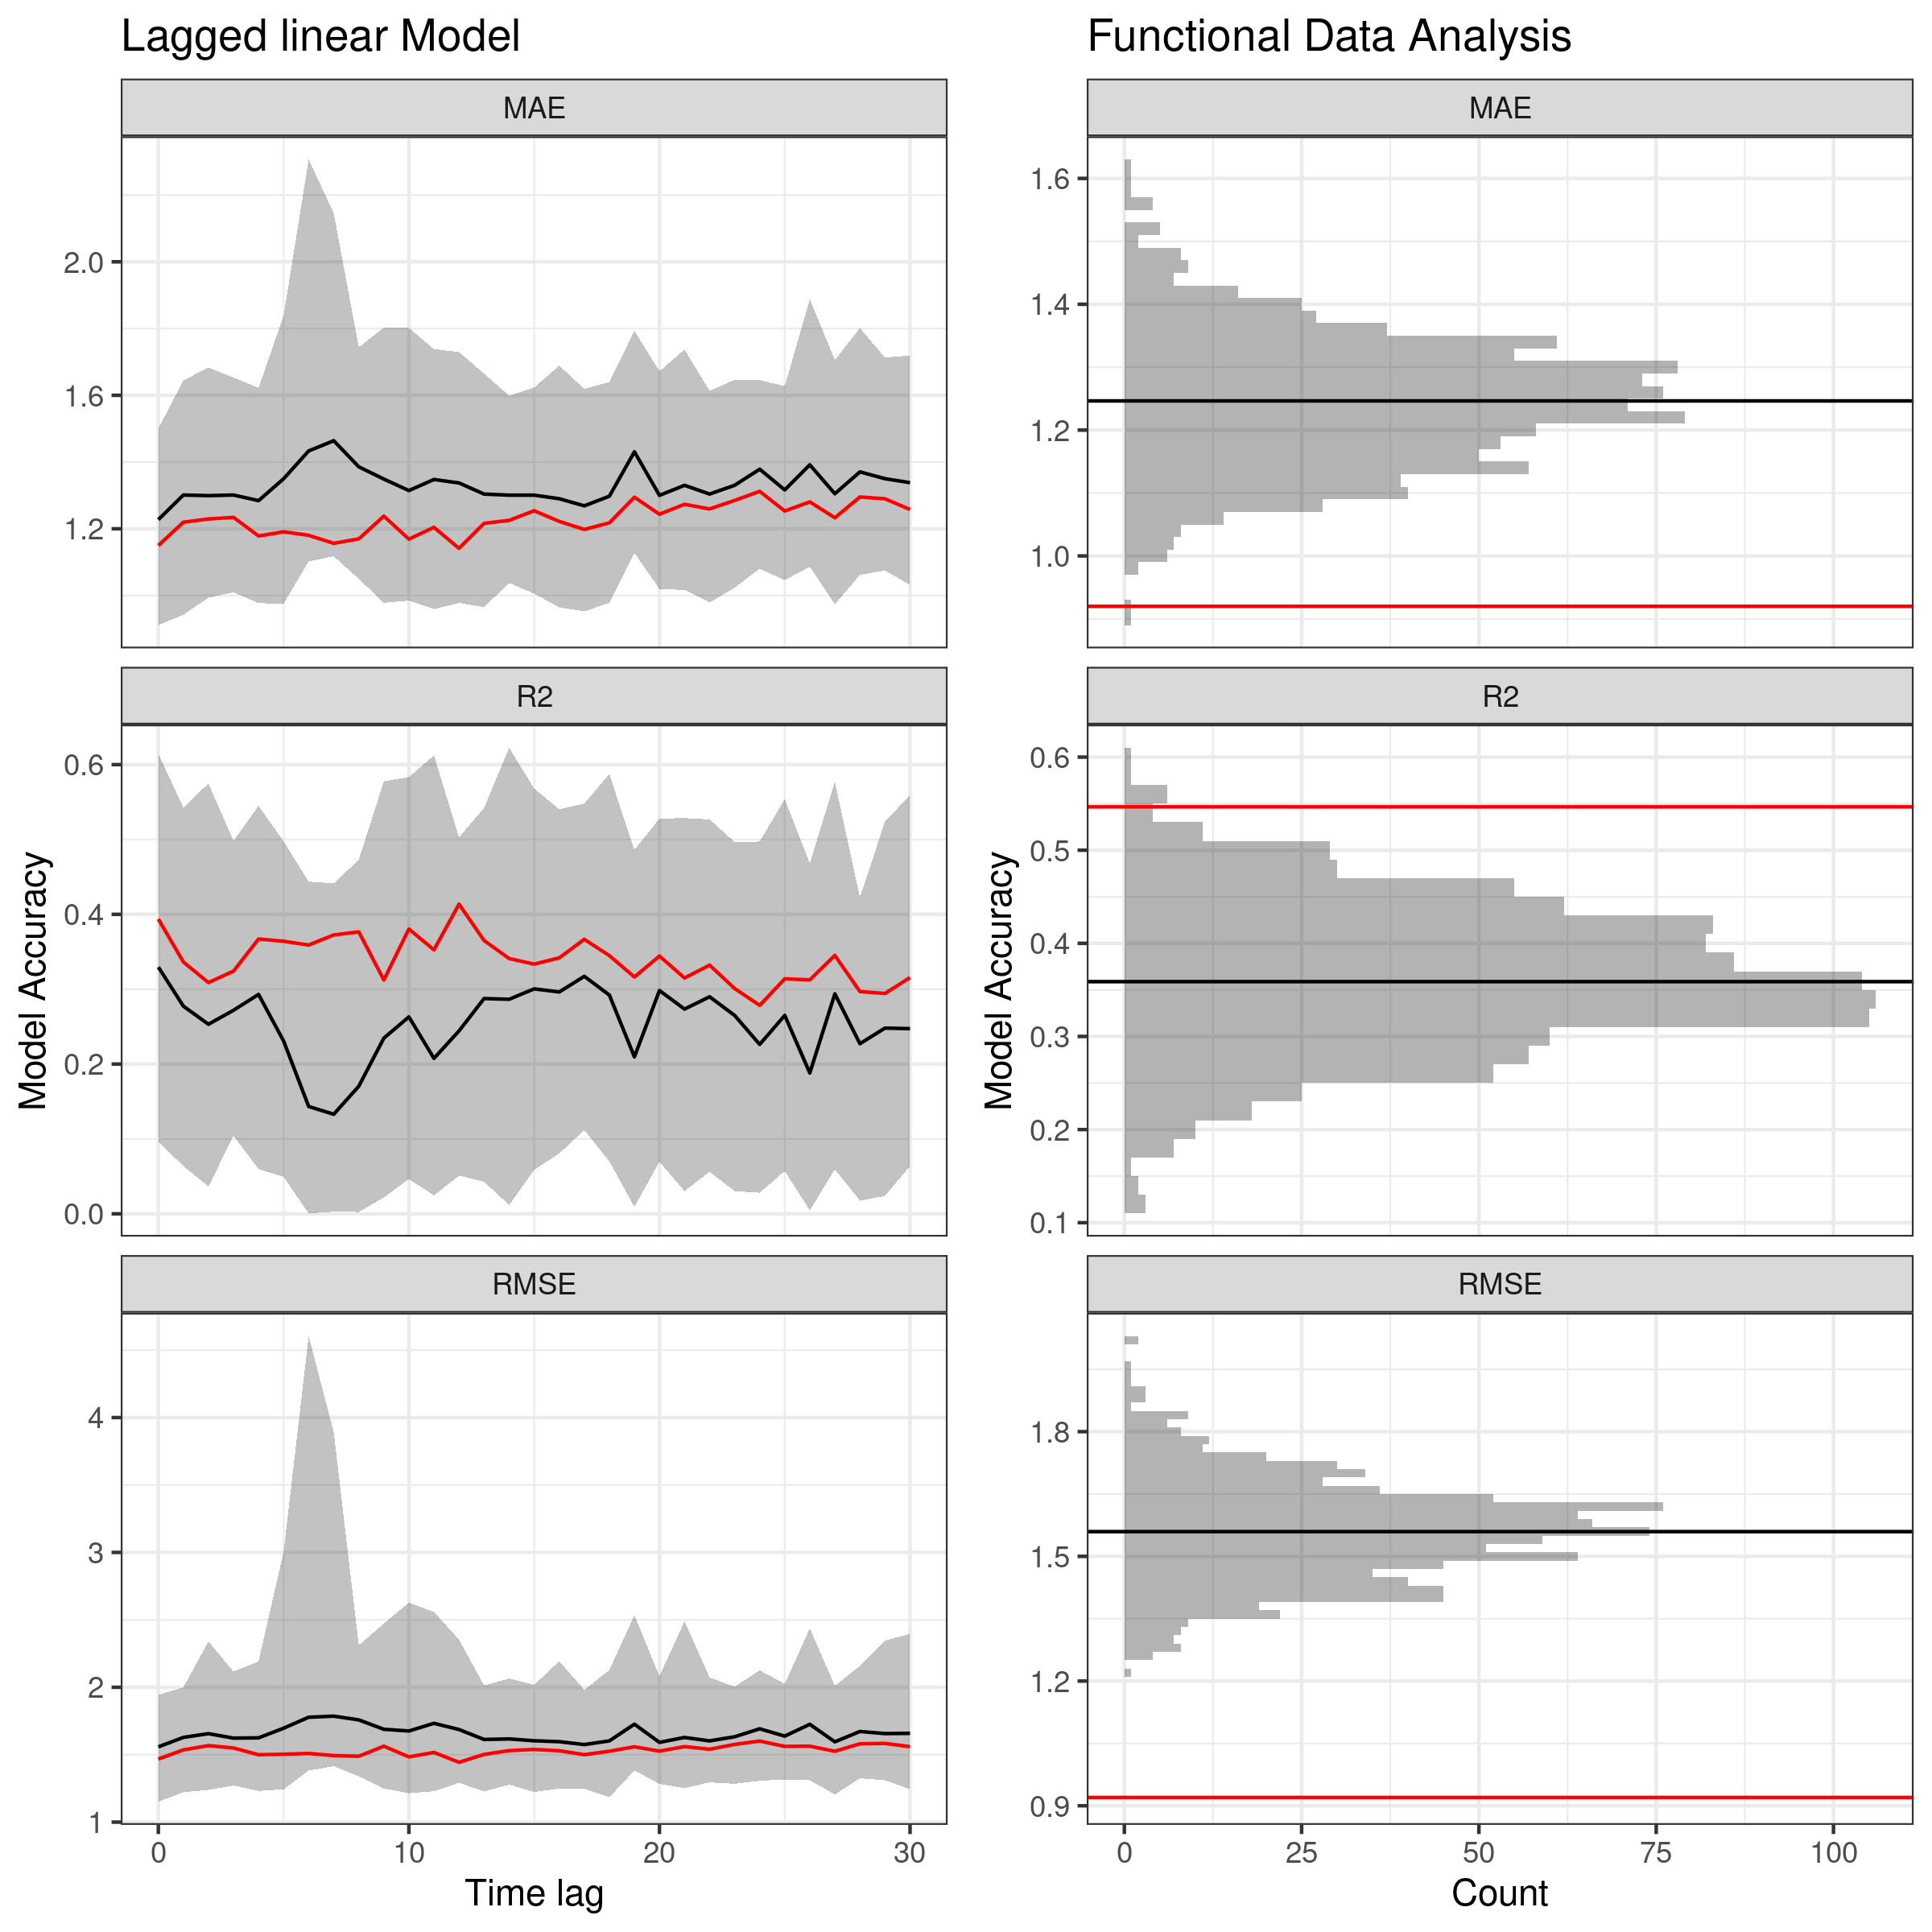 Lagged linear Model
MAE
2.0
1.6
1.2
R2
0.6
0.4
0.2
0.0
RMSE
4
3
2
1
0 10 20 30
Time lag
Model Accuracy
Functional Data Analysis
MAE
1.6
1.4
1.2
1.0
R2
0.6
0.5
0.4
0.3
0.2
0.1
RMSE
1.8
1.5
1.2
0.9
0 25 50 75 100
Count
Model Accuracy